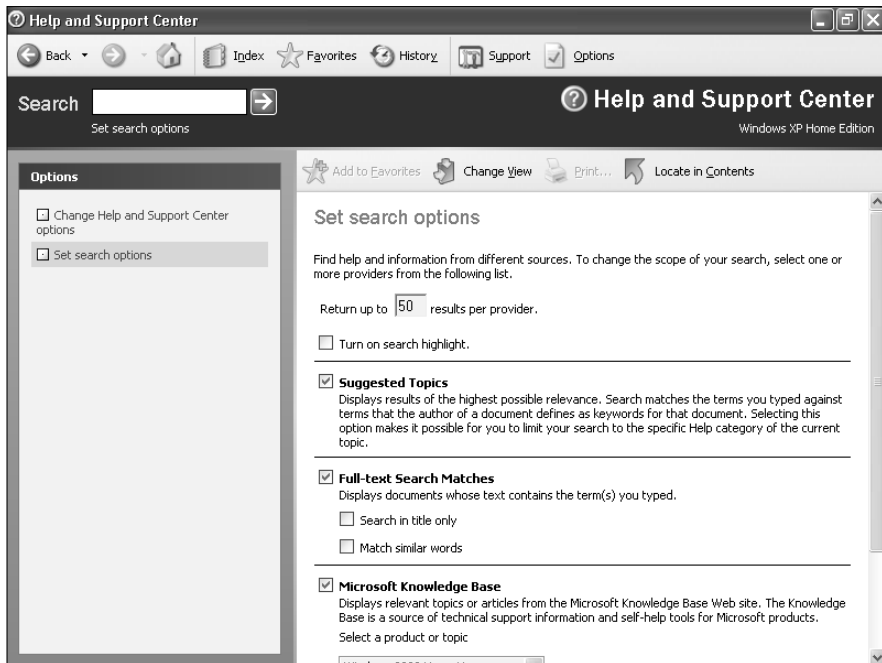 Help and Support Center
Back
Index
Favorites
History
Support
Options
Search
Set search options
Help and Support Center
Windows XP Home Edition
Options
Change Help and Support Center
options
Set search options
Add to Favorites
Change View
Print...
Locate in Contents
Set search options
Find help and information from different sources. To change the scope of your search, select one or
more providers from the following list.
Return up to 50 results per provider.
Turn on search highlight.
Suggested Topics
Displays results of the highest possible relevance. Search matches the terms you typed against
terms that the author of a document defines as keywords for that document. Selecting this
option makes it possible for you to limit your search to the specific Help category of the current
topic.
Full-text Search Matches
Displays documents whose text contains the term(s) you typed.
Search in title only
Match similar words
Microsoft Knowledge Base
Displays relevant topics or articles from the Microsoft Knowledge Base Web site. The Knowledge
Base is a source of technical support information and self-help tools for Microsoft products.
Select a product or topic